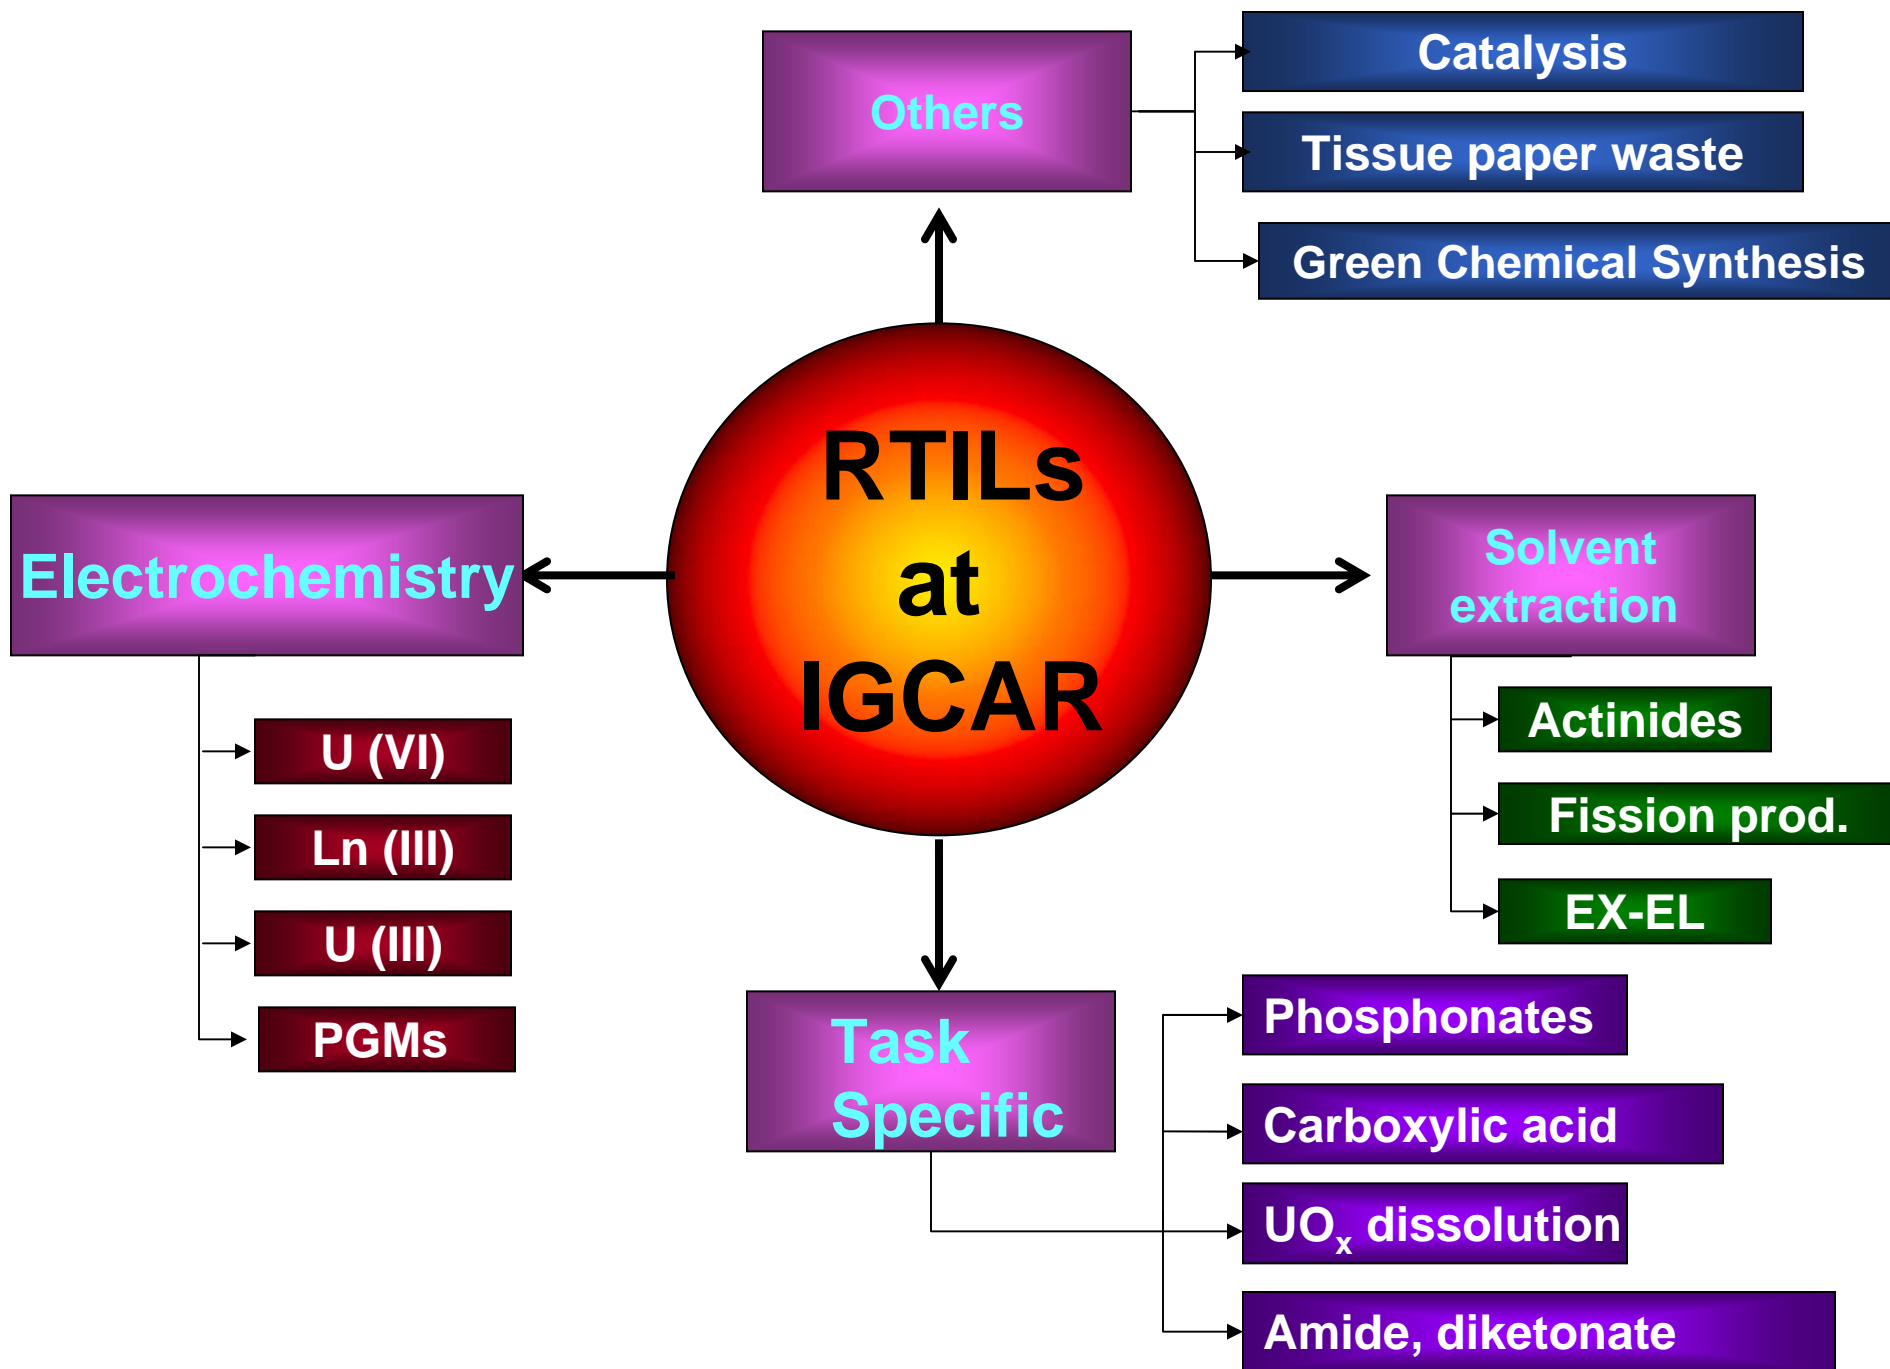 Others
Catalysis
Tissue paper waste
Green Chemical Synthesis
RTILs
at
IGCAR
Electrochemistry
U (VI)
Ln (III)
U (III)
PGMs
Solvent
extraction
Actinides
Fission prod.
EX-EL
Task
Specific
Phosphonates
Carboxylic acid
UOₓ dissolution
Amide, diketonate